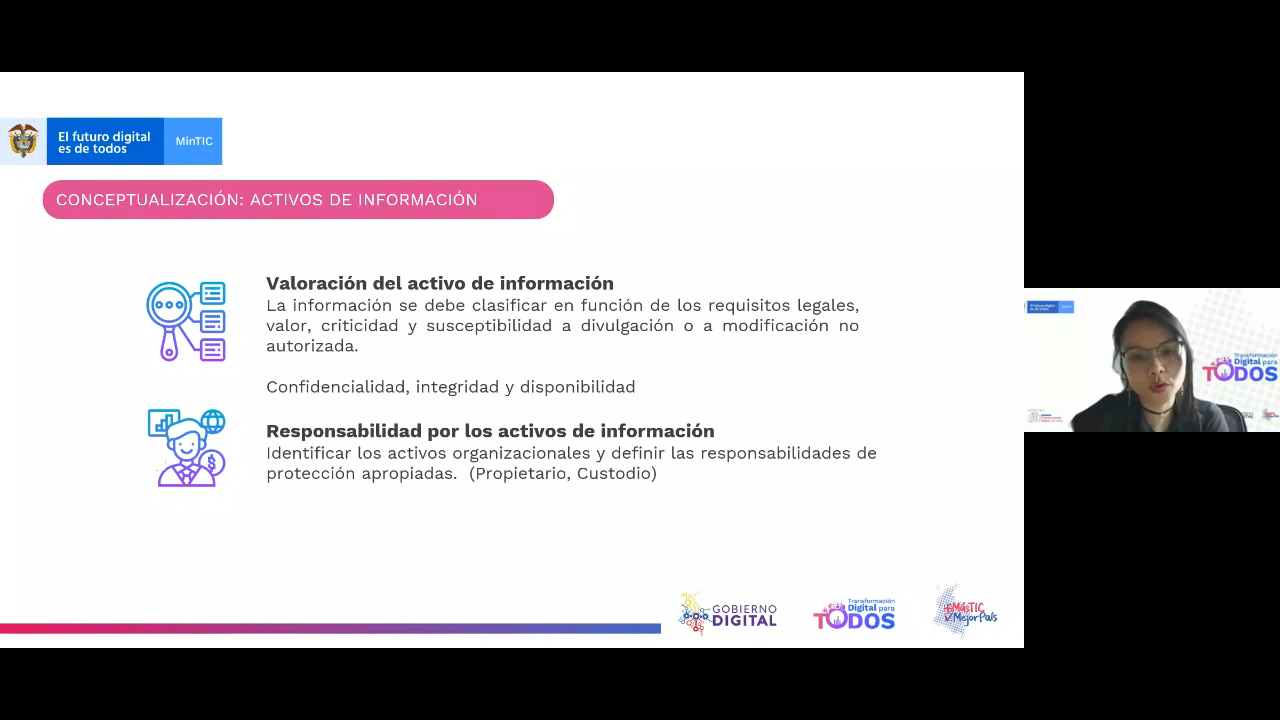 El futuro digital
es de todos
MinTIC
CONCEPTUALIZACIÓN: ACTIVOS DE INFORMACIÓN
Valoración del activo de información
La información se debe clasificar en función de los requisitos legales,
valor, criticidad y susceptibilidad a divulgación o a modificación no
autorizada.
Confidencialidad, integridad y disponibilidad
Responsabilidad por los activos de información
Identificar los activos organizacionales y definir las responsabilidades de
protección apropiadas. (Propietario, Custodio)
GOBIERNO
DIGITAL
Transformación
Digital para
TODOS
+MásTIC
MejorPaís
Transformación
Digital para
TODOS